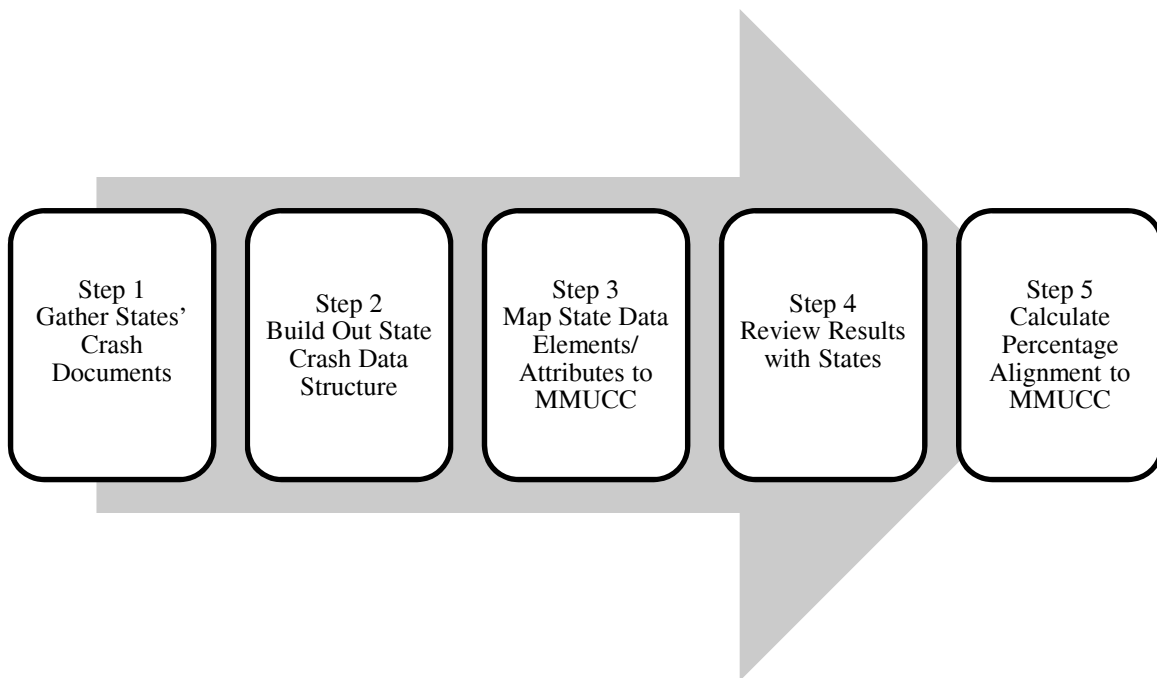 Step 1
Gather States’
Crash
Documents
Step 2
Build Out State
Crash Data
Structure
Step 3
Map State Data
Elements/
Attributes to
MMUCC
Step 4
Review Results
with States
Step 5
Calculate
Percentage
Alignment to
MMUCC